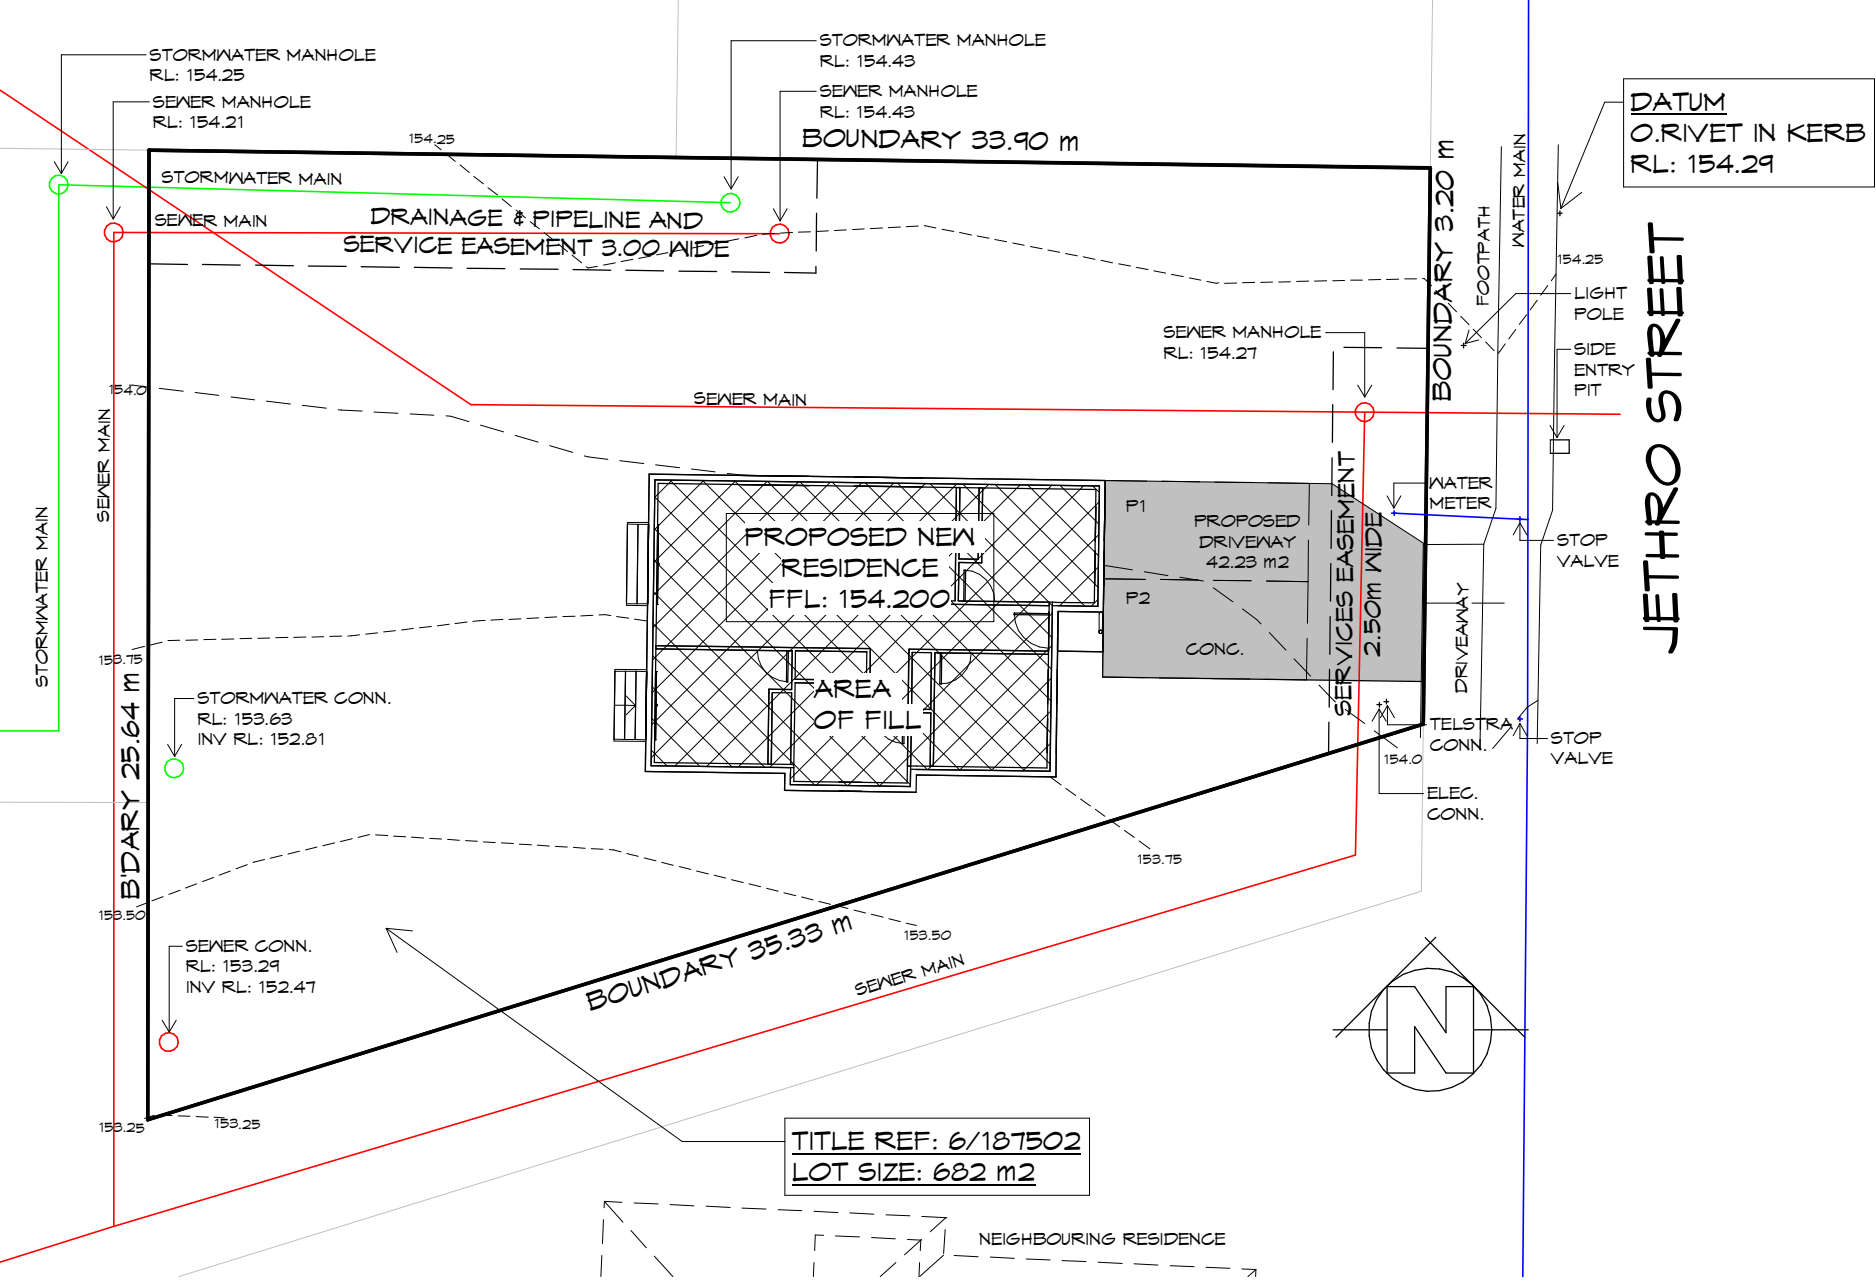 STORMWATER MANHOLE
RL: 154.25
SEWER MANHOLE
RL: 154.21
STORMWATER MANHOLE
RL: 154.43
SEWER MANHOLE
RL: 154.43
154.25
BOUNDARY 33.90 m
DATUM
O.RIVET IN KERB
RL: 154.29
STORMWATER MAIN
SEWER MAIN
DRAINAGE & PIPELINE AND
SERVICE EASEMENT 3.00 WIDE
BOUNDARY 3.20 m
FOOTPATH
WATER MAIN
154.25
LIGHT
POLE
SIDE
ENTRY
PIT
JETHRO STREET
SEWER MANHOLE
RL: 154.27
154.0
SEWER MAIN
SEWER MAIN
STORMWATER MAIN
WATER
METER
STOP
VALVE
P1
PROPOSED
DRIVEWAY
42.23 m2
P2
CONC.
SERVICES EASEMENT
2.50m WIDE
DRIVEWAY
PROPOSED NEW
RESIDENCE
FFL: 154.200
AREA
OF FILL
153.75
STORMWATER CONN.
RL: 153.63
INV RL: 152.81
B'DARY 25.64 m
TELSTRA
CONN.
STOP
VALVE
154.0
ELEC.
CONN.
153.75
153.50
153.50
SEWER CONN.
RL: 153.29
INV RL: 152.47
BOUNDARY 35.33 m
SEWER MAIN
N
153.25
153.25
TITLE REF: 6/187502
LOT SIZE: 682 m2
NEIGHBOURING RESIDENCE